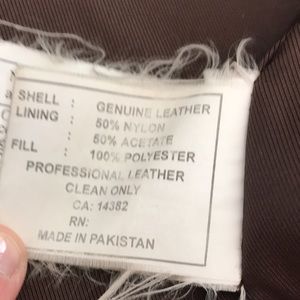 SHELL : GENUINE LEATHER
LINING : 50% NYLON
50% ACETATE
FILL : 100% POLYESTER
PROFESSIONAL LEATHER
CLEAN ONLY
CA: 14382
RN:
MADE IN PAKISTAN